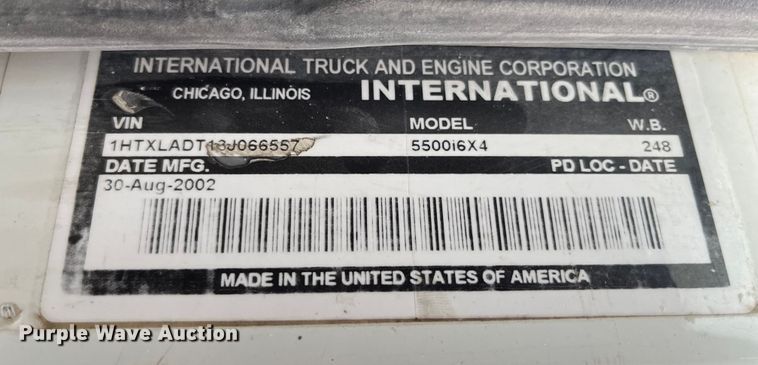 INTERNATIONAL TRUCK AND ENGINE CORPORATION
CHICAGO, ILLINOIS INTERNATIONAL®
VIN MODEL W.B.
1HTXLADT13J066557 5500i6X4 248
DATE MFG. PD LOC - DATE
30-Aug-2002
MADE IN THE UNITED STATES OF AMERICA
Purple Wave Auction